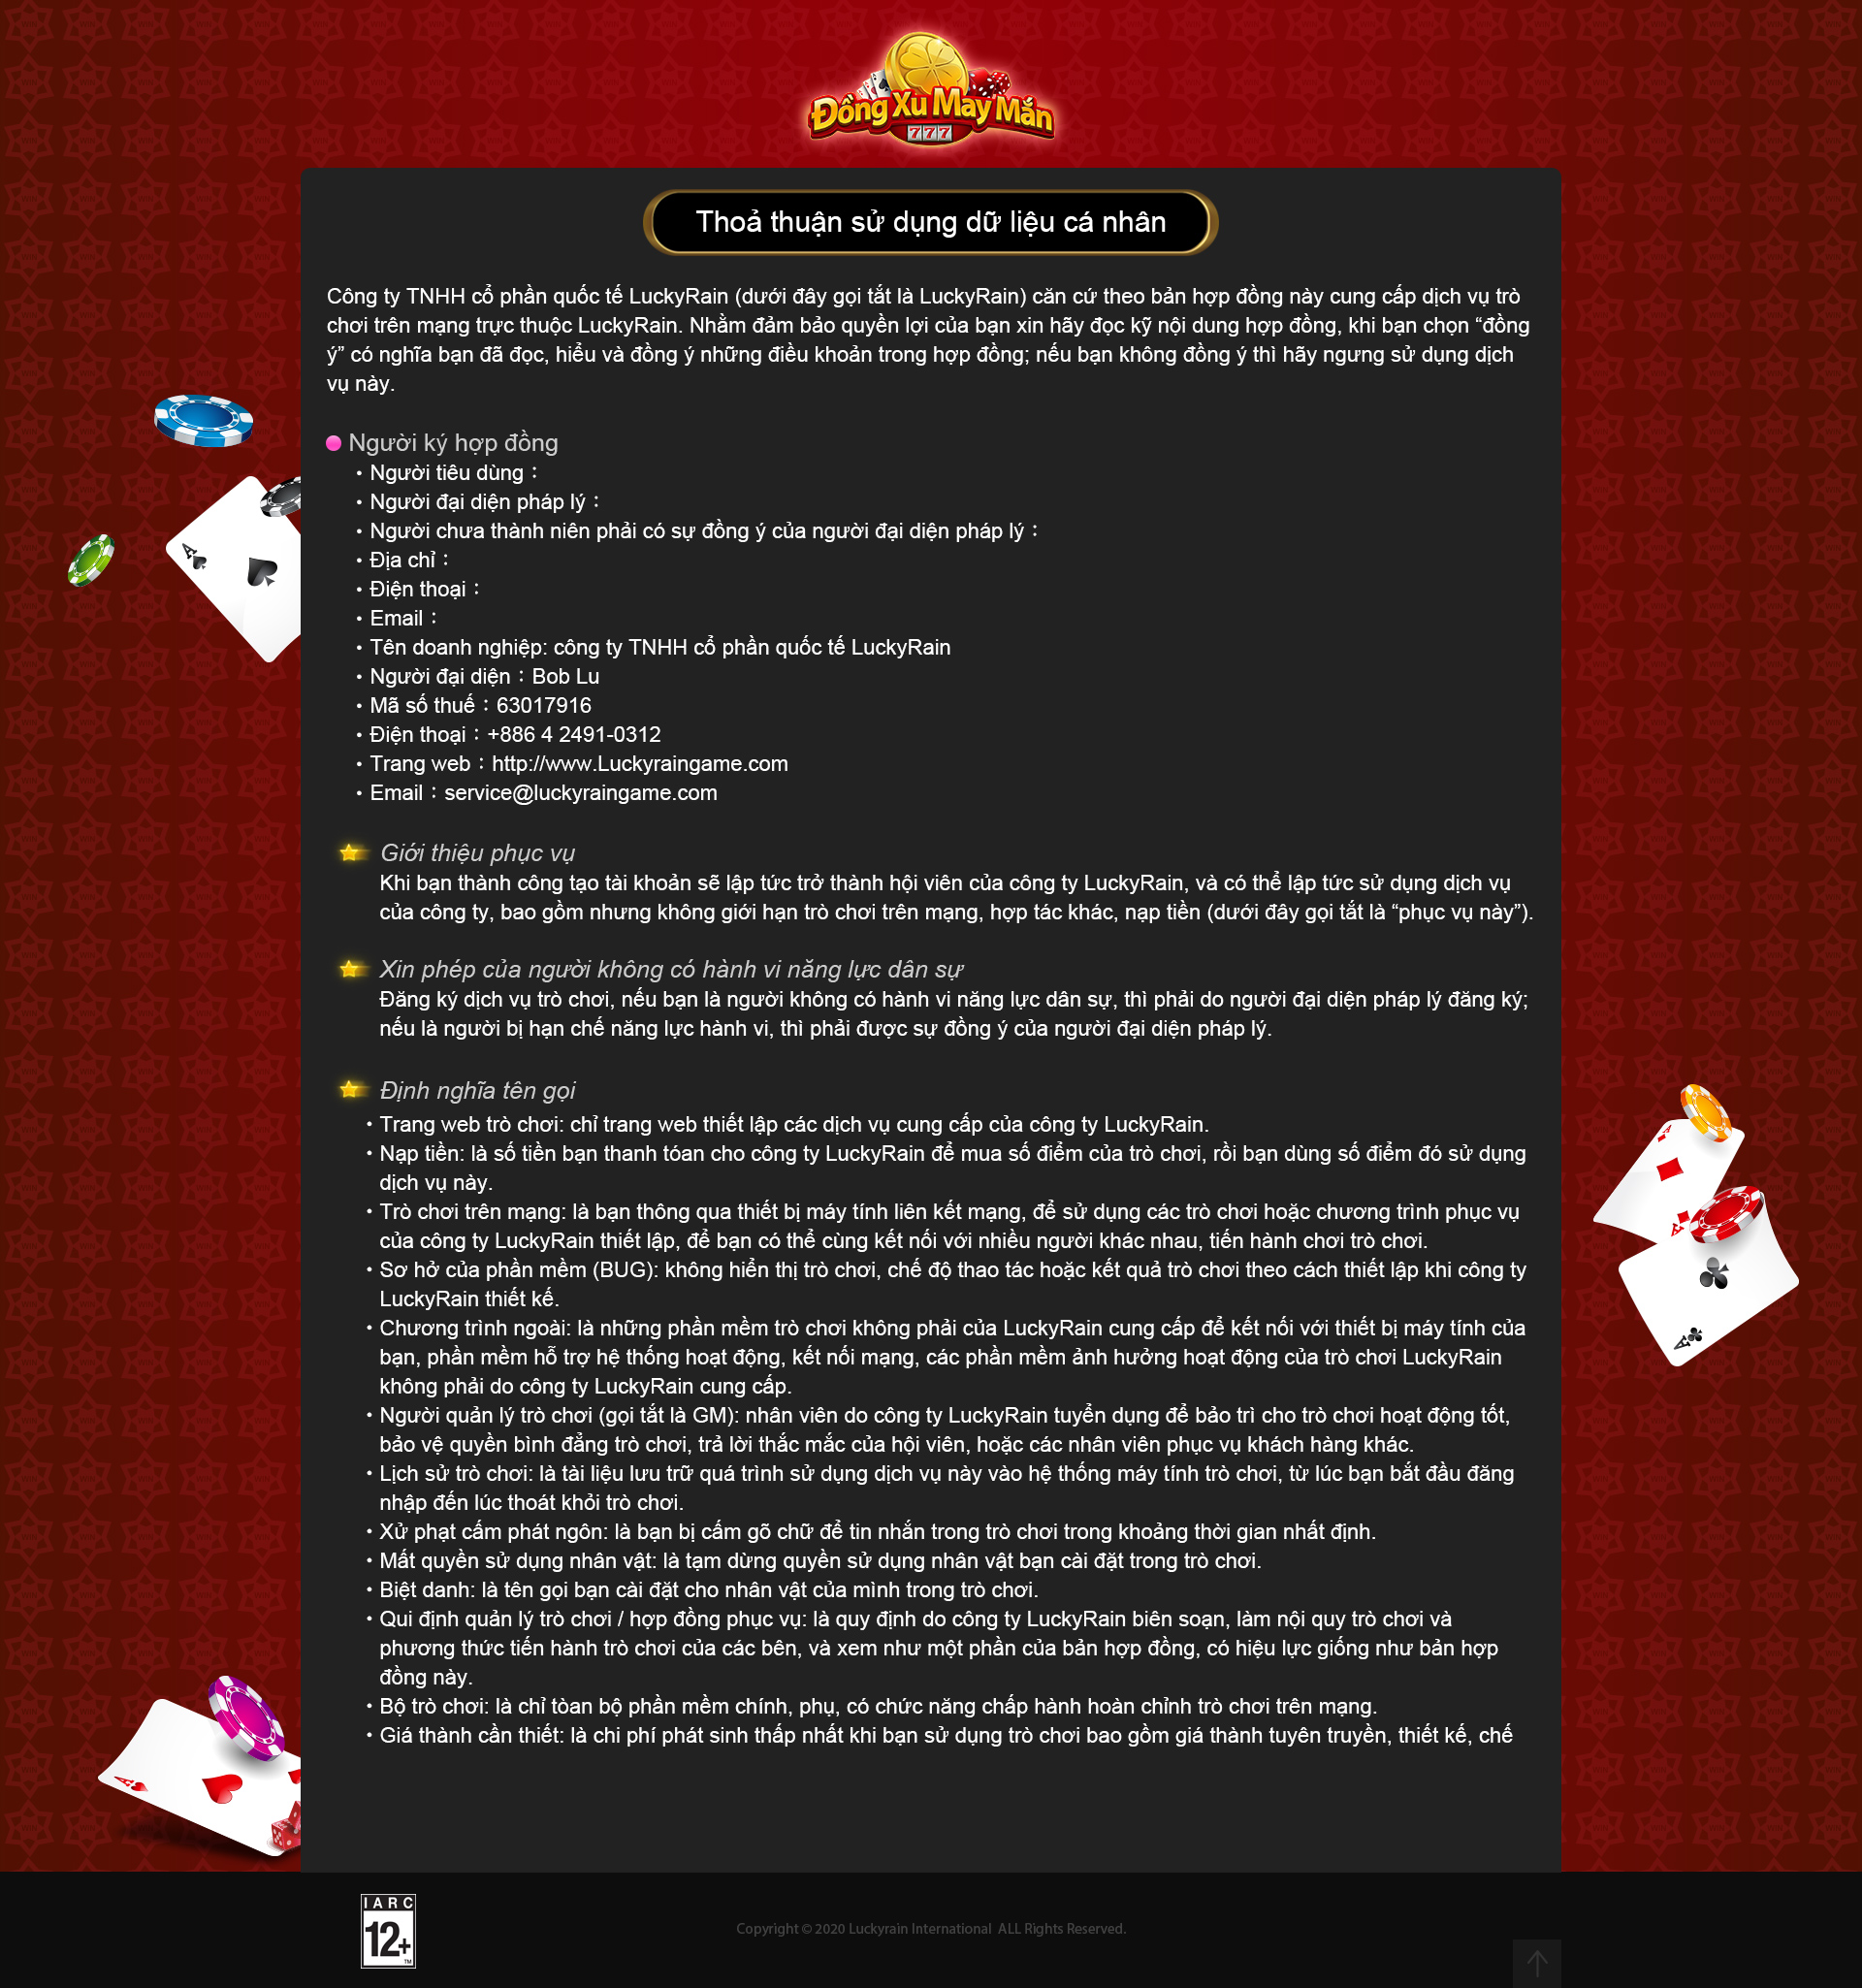 Đồng Xu May Mắn
777
Thoả thuận sử dụng dữ liệu cá nhân
Công ty TNHH cổ phần quốc tế LuckyRain (dưới đây gọi tắt là LuckyRain) căn cứ theo bản hợp đồng này cung cấp dịch vụ trò
chơi trên mạng trực thuộc LuckyRain. Nhằm đảm bảo quyền lợi của bạn xin hãy đọc kỹ nội dung hợp đồng, khi bạn chọn “đồng
ý” có nghĩa bạn đã đọc, hiểu và đồng ý những điều khoản trong hợp đồng; nếu bạn không đồng ý thì hãy ngưng sử dụng dịch
vụ này.
Người ký hợp đồng
・Người tiêu dùng：
・Người đại diện pháp lý：
・Người chưa thành niên phải có sự đồng ý của người đại diện pháp lý：
・Địa chỉ：
・Điện thoại：
・Email：
・Tên doanh nghiệp: công ty TNHH cổ phần quốc tế LuckyRain
・Người đại diện：Bob Lu
・Mã số thuế：63017916
・Điện thoại：+886 4 2491-0312
・Trang web：http://www.Luckyraingame.com
・Email：service@luckyraingame.com
Giới thiệu phục vụ
Khi bạn thành công tạo tài khoản sẽ lập tức trở thành hội viên của công ty LuckyRain, và có thể lập tức sử dụng dịch vụ
của công ty, bao gồm nhưng không giới hạn trò chơi trên mạng, hợp tác khác, nạp tiền (dưới đây gọi tắt là “phục vụ này”).
Xin phép của người không có hành vi năng lực dân sự
Đăng ký dịch vụ trò chơi, nếu bạn là người không có hành vi năng lực dân sự, thì phải do người đại diện pháp lý đăng ký;
nếu là người bị hạn chế năng lực hành vi, thì phải được sự đồng ý của người đại diện pháp lý.
Định nghĩa tên gọi
・Trang web trò chơi: chỉ trang web thiết lập các dịch vụ cung cấp của công ty LuckyRain.
・Nạp tiền: là số tiền bạn thanh tóan cho công ty LuckyRain để mua số điểm của trò chơi, rồi bạn dùng số điểm đó sử dụng
dịch vụ này.
・Trò chơi trên mạng: là bạn thông qua thiết bị máy tính liên kết mạng, để sử dụng các trò chơi hoặc chương trình phục vụ
của công ty LuckyRain thiết lập, để bạn có thể cùng kết nối với nhiều người khác nhau, tiến hành chơi trò chơi.
・Sơ hở của phần mềm (BUG): không hiển thị trò chơi, chế độ thao tác hoặc kết quả trò chơi theo cách thiết lập khi công ty
LuckyRain thiết kế.
・Chương trình ngoài: là những phần mềm trò chơi không phải của LuckyRain cung cấp để kết nối với thiết bị máy tính của
bạn, phần mềm hỗ trợ hệ thống hoạt động, kết nối mạng, các phần mềm ảnh hưởng hoạt động của trò chơi LuckyRain
không phải do công ty LuckyRain cung cấp.
・Người quản lý trò chơi (gọi tắt là GM): nhân viên do công ty LuckyRain tuyển dụng để bảo trì cho trò chơi hoạt động tốt,
bảo vệ quyền bình đẳng trò chơi, trả lời thắc mắc của hội viên, hoặc các nhân viên phục vụ khách hàng khác.
・Lịch sử trò chơi: là tài liệu lưu trữ quá trình sử dụng dịch vụ này vào hệ thống máy tính trò chơi, từ lúc bạn bắt đầu đăng
nhập đến lúc thoát khỏi trò chơi.
・Xử phạt cấm phát ngôn: là bạn bị cấm gõ chữ để tin nhắn trong trò chơi trong khoảng thời gian nhất định.
・Mất quyền sử dụng nhân vật: là tạm dừng quyền sử dụng nhân vật bạn cài đặt trong trò chơi.
・Biệt danh: là tên gọi bạn cài đặt cho nhân vật của mình trong trò chơi.
・Qui định quản lý trò chơi / hợp đồng phục vụ: là quy định do công ty LuckyRain biên soạn, làm nội quy trò chơi và
phương thức tiến hành trò chơi của các bên, và xem như một phần của bản hợp đồng, có hiệu lực giống như bản hợp
đồng này.
・Bộ trò chơi: là chỉ tòan bộ phần mềm chính, phụ, có chức năng chấp hành hoàn chỉnh trò chơi trên mạng.
・Giá thành cần thiết: là chi phí phát sinh thấp nhất khi bạn sử dụng trò chơi bao gồm giá thành tuyên truyền, thiết kế, chế
A
A
A
A
A
IARC
12+
TM
Copyright © 2020 Luckyrain International ALL Rights Reserved.